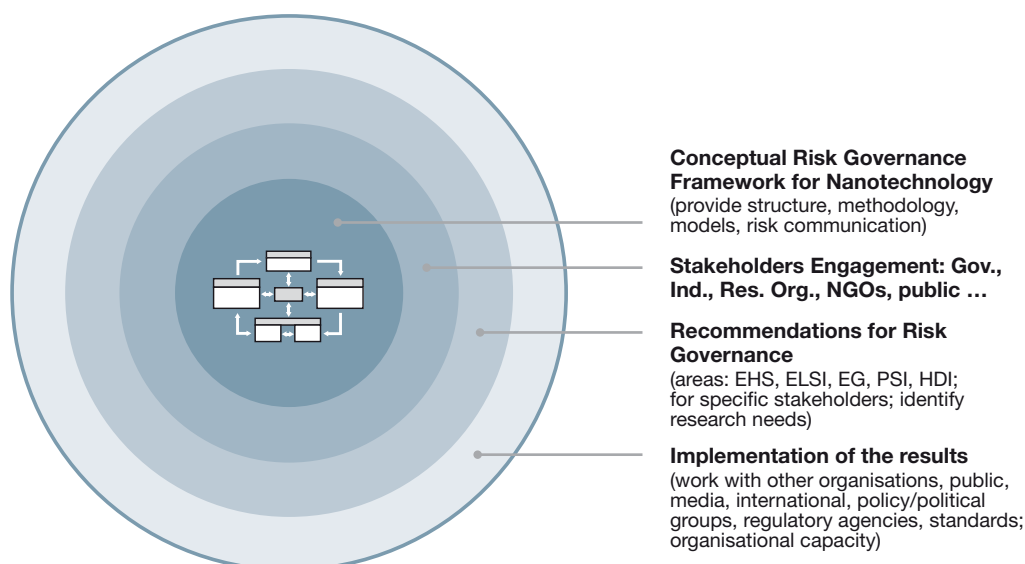 Conceptual Risk Governance
Framework for Nanotechnology
(provide structure, methodology,
models, risk communication)
Stakeholders Engagement: Gov.,
Ind., Res. Org., NGOs, public …
Recommendations for Risk
Governance
(areas: EHS, ELSI, EG, PSI, HDI;
for specific stakeholders; identify
research needs)
Implementation of the results
(work with other organisations, public,
media, international, policy/political
groups, regulatory agencies, standards;
organisational capacity)